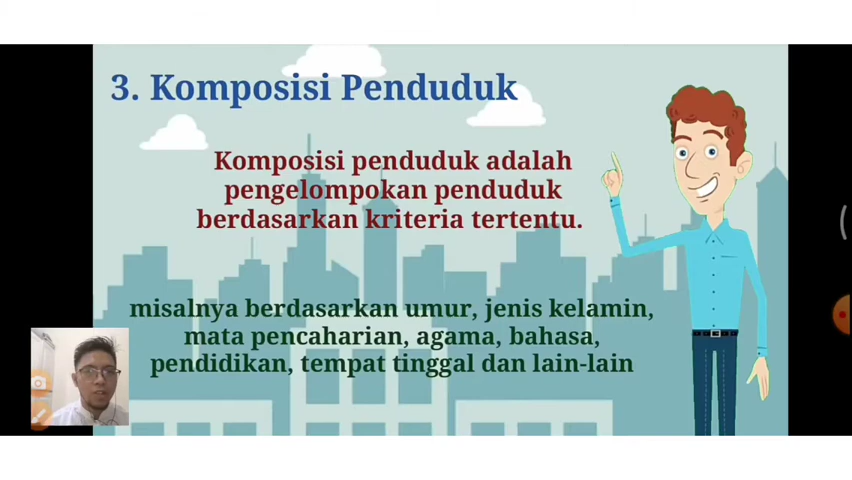 3. Komposisi Penduduk
Komposisi penduduk adalah
pengelompokan penduduk
berdasarkan kriteria tertentu.
misalnya berdasarkan umur, jenis kelamin,
mata pencaharian, agama, bahasa,
pendidikan, tempat tinggal dan lain-lain